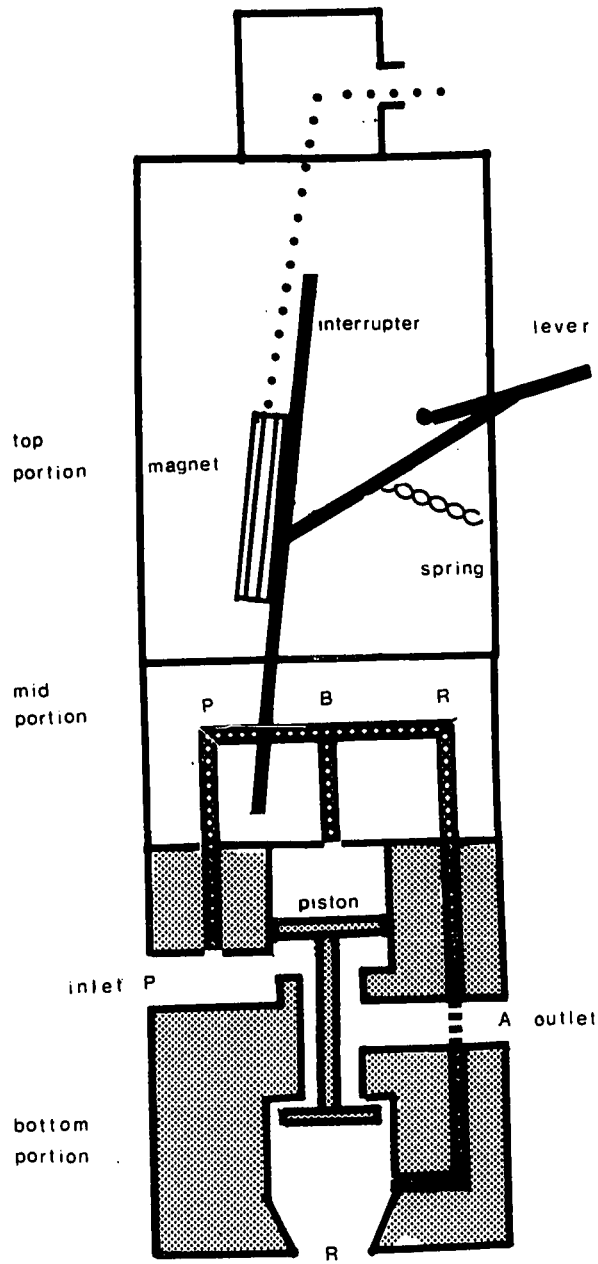 interrupter
lever
top
portion
magnet
spring
mid
portion
P B R
piston
inlet P
A outlet
bottom
portion
R